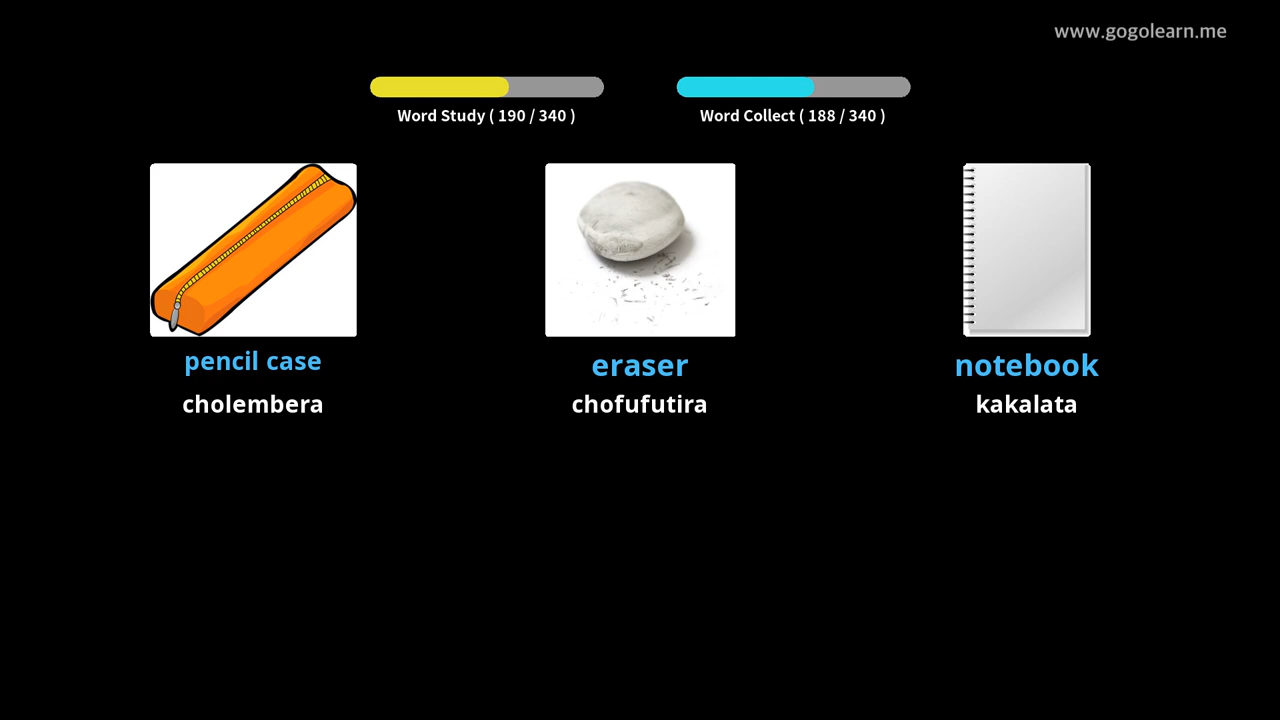 www.gogolearn.me
Word Study ( 190 / 340 )
Word Collect ( 188 / 340 )
pencil case
eraser
notebook
cholembera
chofufutira
kakalata